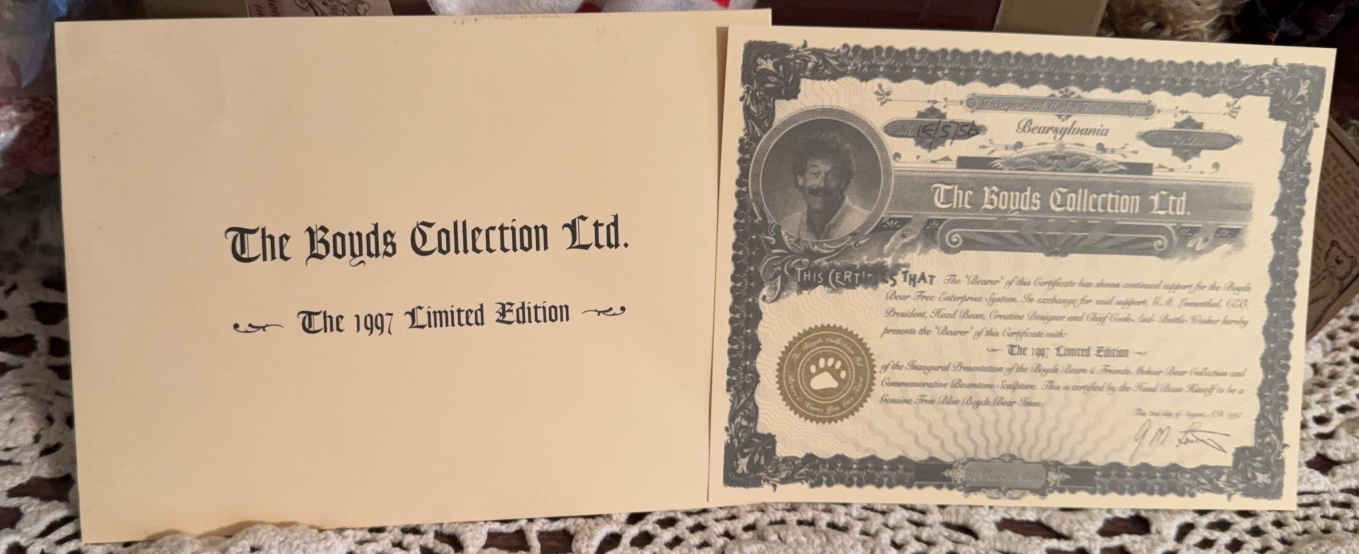 The Boyds Collection Ltd.
The 1997 Limited Edition
Bearsylvania
The Boyds Collection Ltd.
THIS CERTIFIES THAT The "Bearer" of this Certificate has shown continued support for the Boyds
Bear Free Enterprise System. In exchange for said support, G. M. Lowenthal, CEO,
President, Head Bean, Creative Designer and Chief Cook-And-Bottle-Washer hereby
presents the "Bearer" of this Certificate with:
The 1997 Limited Edition
of the Inaugural Presentation of the Boyds Bears & Friends Mohair Bear Collection and
Commemorative Bearstone Sculpture. This is certified by the Head Bean Himself to be a
Genuine True Blue Boyds Bear